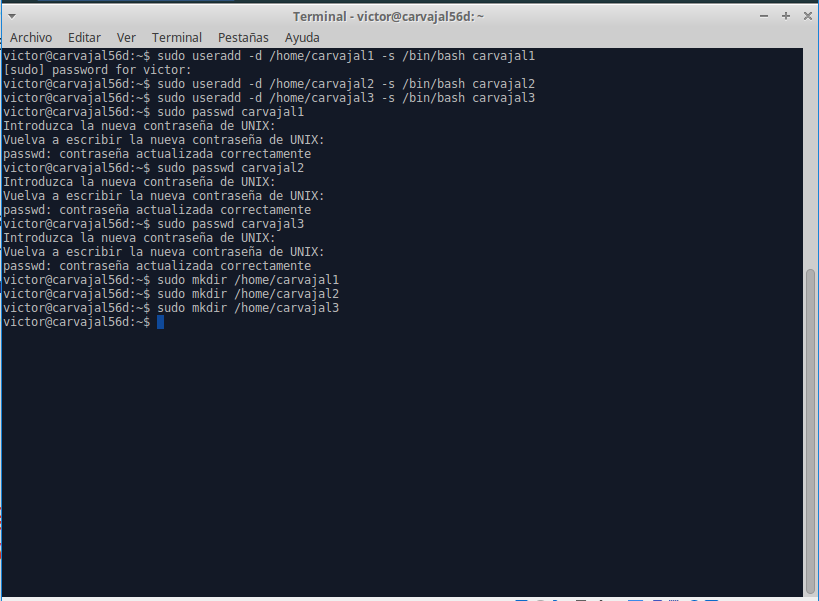 Terminal - victor@carvajal56d: ~
Archivo Editar Ver Terminal Pestañas Ayuda
victor@carvajal56d:~$ sudo useradd -d /home/carvajal1 -s /bin/bash carvajal1
[sudo] password for victor:
victor@carvajal56d:~$ sudo useradd -d /home/carvajal2 -s /bin/bash carvajal2
victor@carvajal56d:~$ sudo useradd -d /home/carvajal3 -s /bin/bash carvajal3
victor@carvajal56d:~$ sudo passwd carvajal1
Introduzca la nueva contraseña de UNIX:
Vuelva a escribir la nueva contraseña de UNIX:
passwd: contraseña actualizada correctamente
victor@carvajal56d:~$ sudo passwd carvajal2
Introduzca la nueva contraseña de UNIX:
Vuelva a escribir la nueva contraseña de UNIX:
passwd: contraseña actualizada correctamente
victor@carvajal56d:~$ sudo passwd carvajal3
Introduzca la nueva contraseña de UNIX:
Vuelva a escribir la nueva contraseña de UNIX:
passwd: contraseña actualizada correctamente
victor@carvajal56d:~$ sudo mkdir /home/carvajal1
victor@carvajal56d:~$ sudo mkdir /home/carvajal2
victor@carvajal56d:~$ sudo mkdir /home/carvajal3
victor@carvajal56d:~$